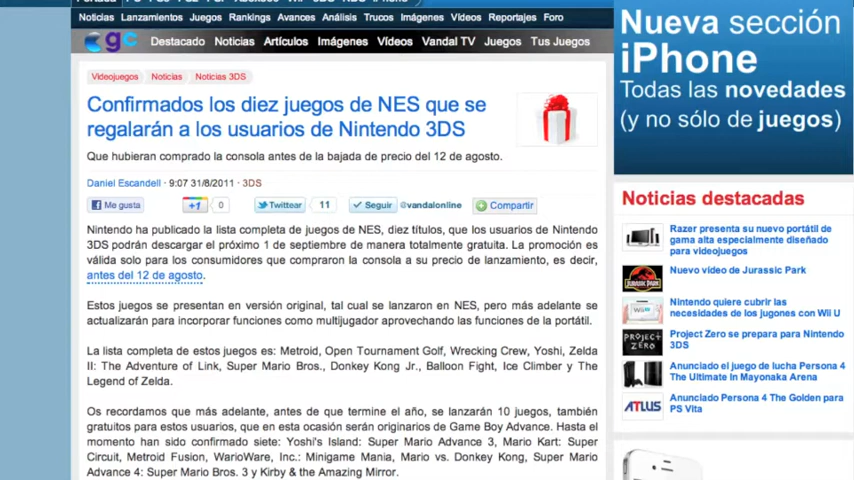 Noticias Lanzamientos Juegos Rankings Avances Análisis Trucos Imágenes Vídeos Reportajes Foro
Destacado Noticias Artículos Imágenes Vídeos Vandal TV Juegos Tus Juegos
Videojuegos Noticias Noticias 3DS
Confirmados los diez juegos de NES que se
regalarán a los usuarios de Nintendo 3DS
Que hubieran comprado la consola antes de la bajada de precio del 12 de agosto.
Daniel Escandell - 9:07 31/8/2011 · 3DS
Me gusta +1 0 Twittear 11 Seguir @vandalonline Compartir
Nintendo ha publicado la lista completa de juegos de NES, diez títulos, que los usuarios de Nintendo
3DS podrán descargar el próximo 1 de septiembre de manera totalmente gratuita. La promoción es
válida solo para los consumidores que compraron la consola a su precio de lanzamiento, es decir,
antes del 12 de agosto.
Estos juegos se presentan en versión original, tal cual se lanzaron en NES, pero más adelante se
actualizarán para incorporar funciones como multijugador aprovechando las funciones de la portátil.
La lista completa de estos juegos es: Metroid, Open Tournament Golf, Wrecking Crew, Yoshi, Zelda
II: The Adventure of Link, Super Mario Bros., Donkey Kong Jr., Balloon Fight, Ice Climber y The
Legend of Zelda.
Os recordamos que más adelante, antes de que termine el año, se lanzarán 10 juegos, también
gratuitos para estos usuarios, que en esta ocasión serán originarios de Game Boy Advance. Hasta el
momento han sido confirmado siete: Yoshi's Island: Super Mario Advance 3, Mario Kart: Super
Circuit, Metroid Fusion, WarioWare, Inc.: Minigame Mania, Mario vs. Donkey Kong, Super Mario
Advance 4: Super Mario Bros. 3 y Kirby & the Amazing Mirror.
Nueva sección
iPhone
Todas las novedades
(y no sólo de juegos)
Noticias destacadas
Razer presenta su nuevo portátil de
gama alta especialmente diseñado
para videojuegos
Nuevo vídeo de Jurassic Park
Nintendo quiere cubrir las
necesidades de los jugones con Wii U
PROJECT
ZERO
Project Zero se prepara para Nintendo
3DS
Anunciado el juego de lucha Persona 4
The Ultimate In Mayonaka Arena
ATLUS
Anunciado Persona 4 The Golden para
PS Vita